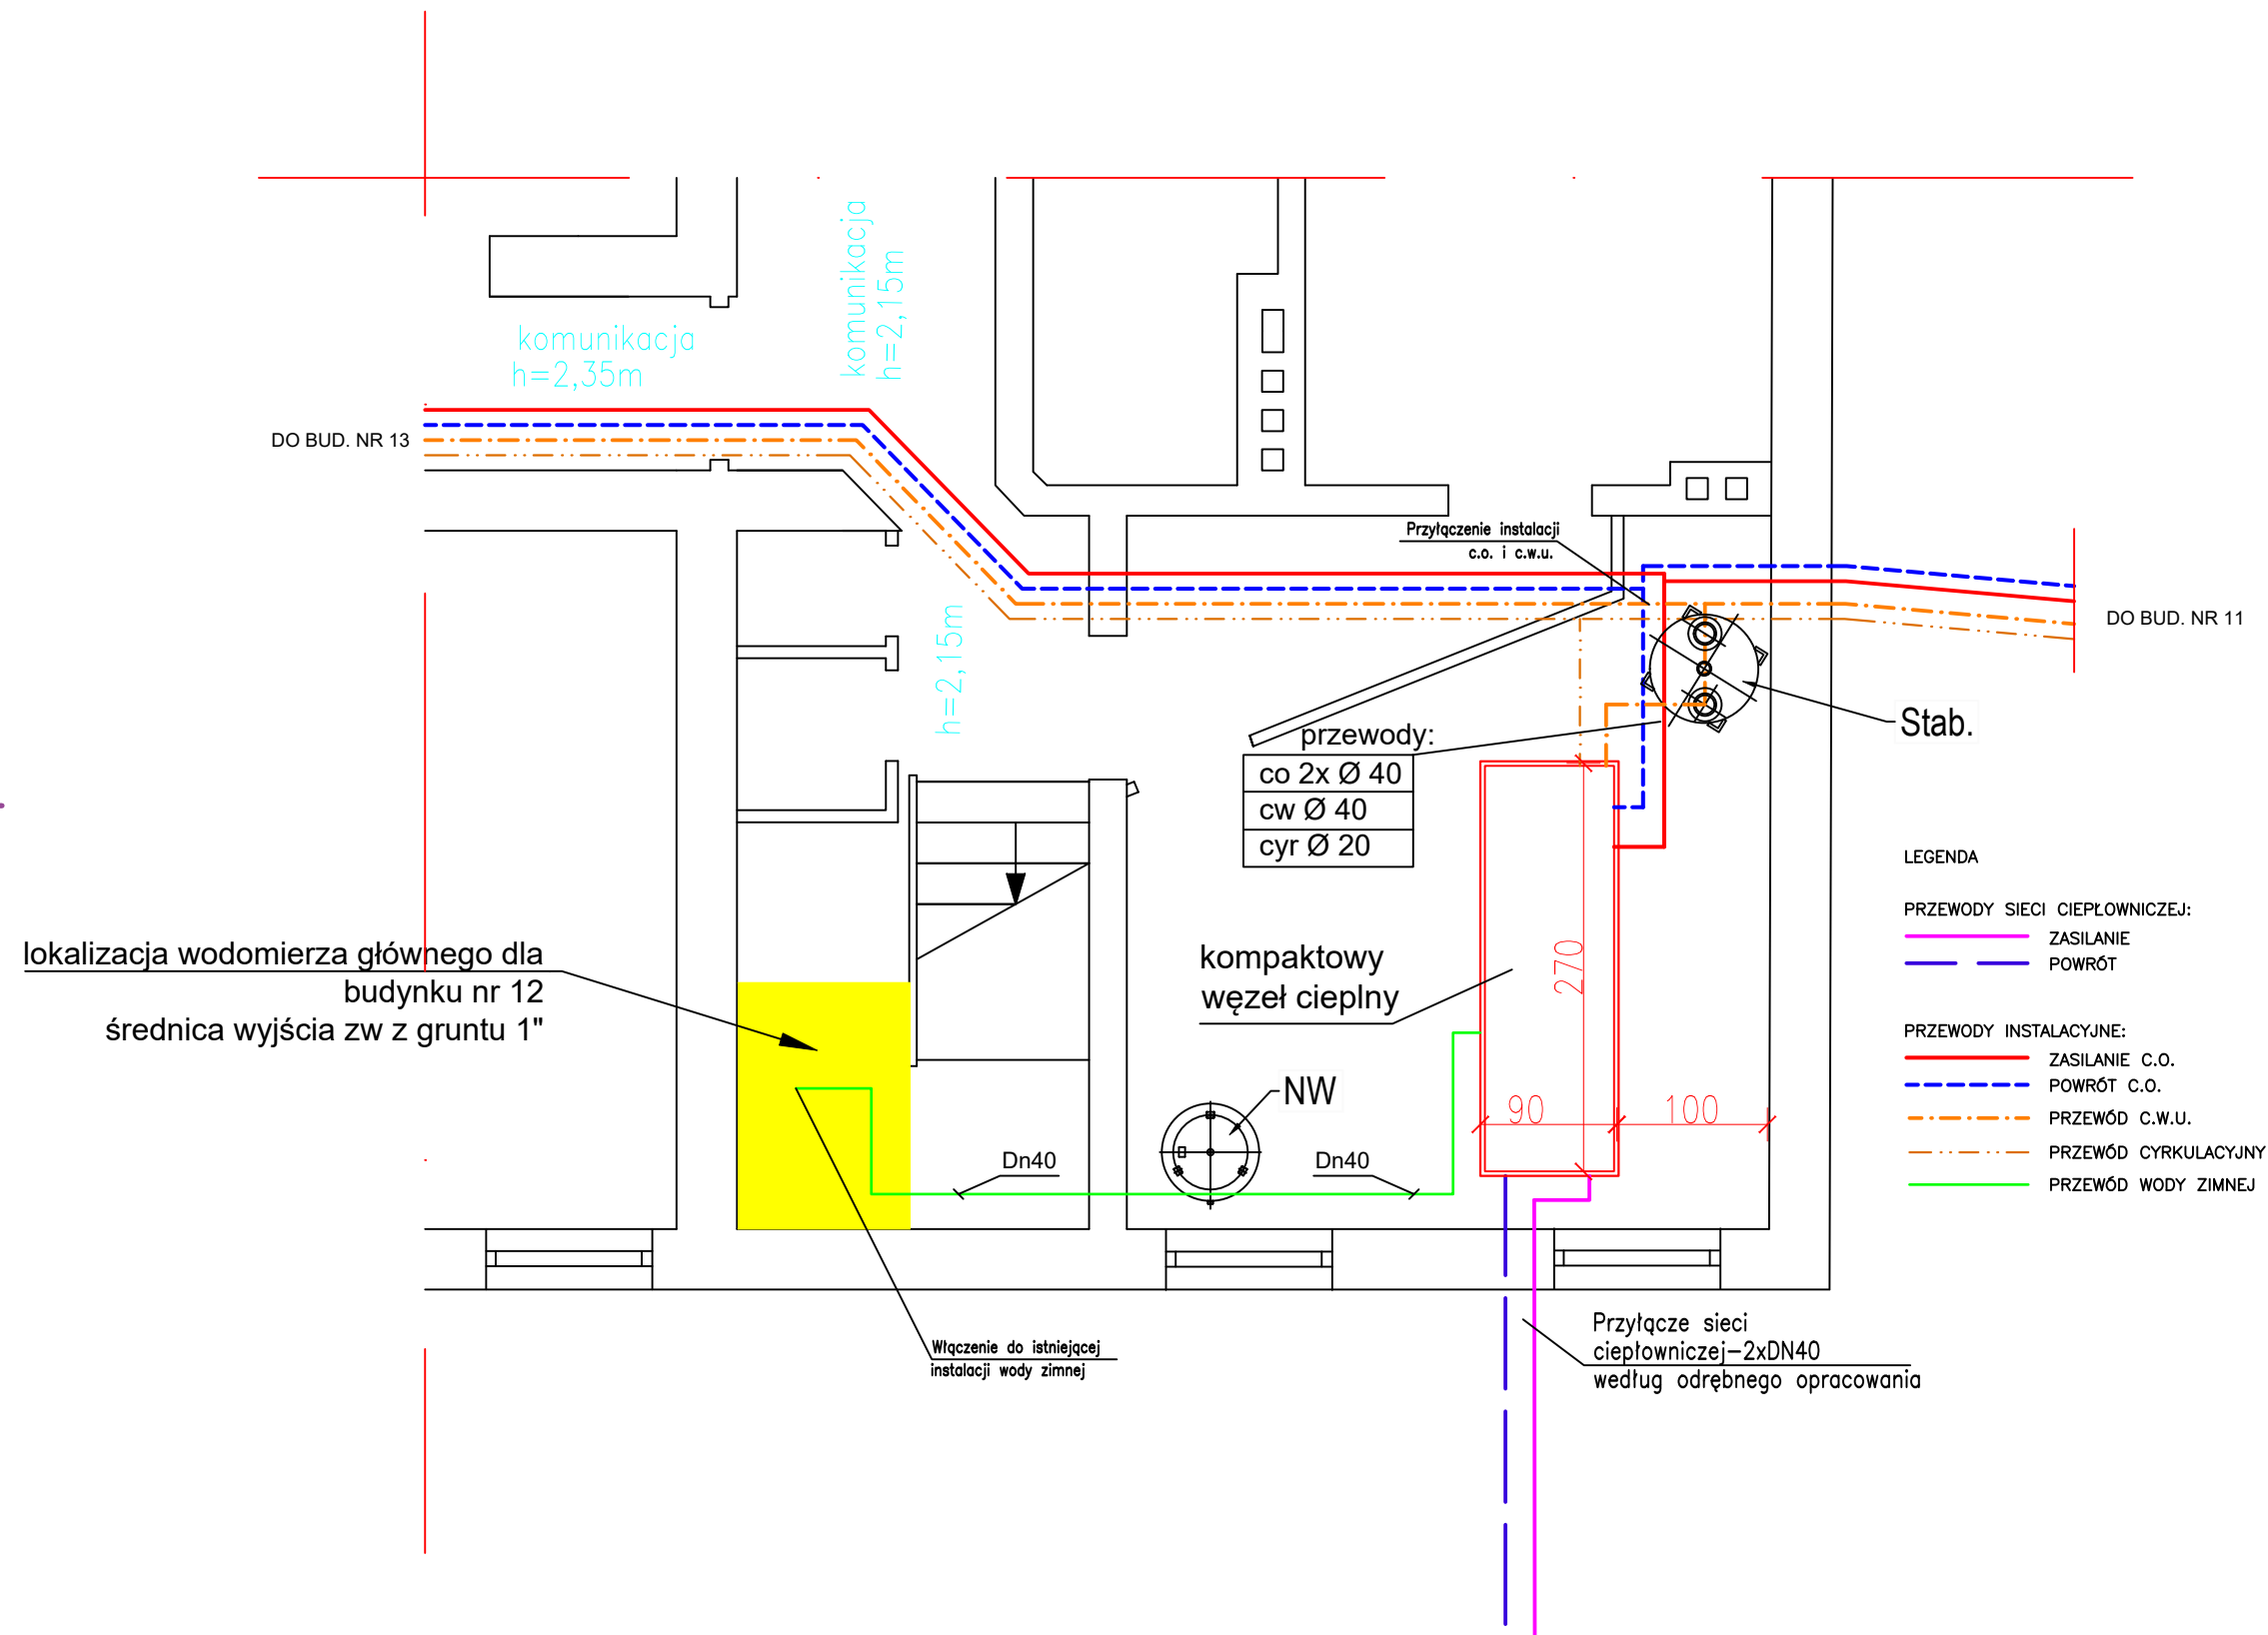 komunikacja
h=2,15m
komunikacja
h=2,35m
DO BUD. NR 13
Przyłączenie instalacji
c.o. i c.w.u.
DO BUD. NR 11
h=2,15m
Stab.
przewody:
co 2x Ø 40
cw Ø 40
cyr Ø 20
LEGENDA
PRZEWODY SIECI CIEPŁOWNICZEJ:
ZASILANIE
POWRÓT
PRZEWODY INSTALACYJNE:
ZASILANIE C.O.
POWRÓT C.O.
PRZEWÓD C.W.U.
PRZEWÓD CYRKULACYJNY
PRZEWÓD WODY ZIMNEJ
lokalizacja wodomierza głównego dla
budynku nr 12
średnica wyjścia zw z gruntu 1"
kompaktowy
węzeł cieplny
270
NW
90
100
Dn40
Dn40
Włączenie do istniejącej
instalacji wody zimnej
Przyłącze sieci
ciepłowniczej-2xDN40
według odrębnego opracowania